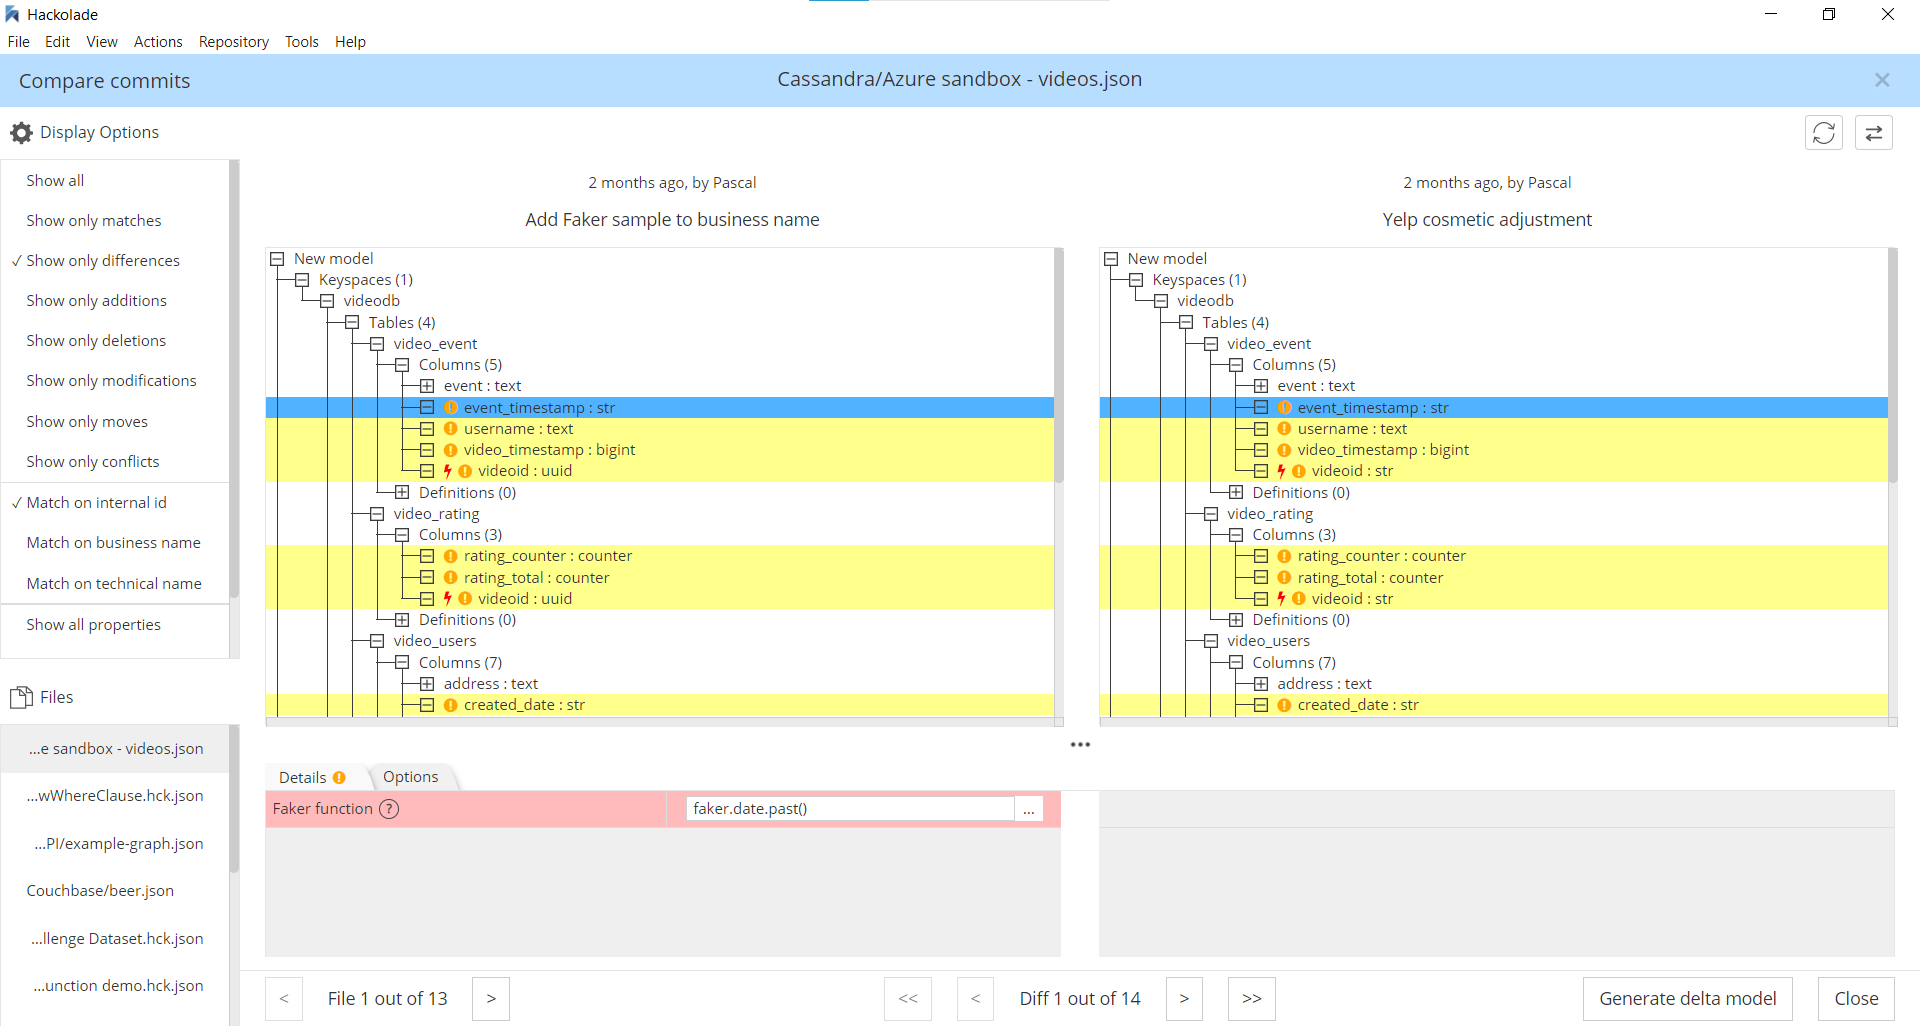 Hackolade
File Edit View Actions Repository Tools Help
Compare commits
Cassandra/Azure sandbox - videos.json
Display Options
Show all
Show only matches
✓ Show only differences
Show only additions
Show only deletions
Show only modifications
Show only moves
Show only conflicts
✓ Match on internal id
Match on business name
Match on technical name
Show all properties
Files
...e sandbox - videos.json
...wWhereClause.hck.json
...PI/example-graph.json
Couchbase/beer.json
...llenge Dataset.hck.json
...unction demo.hck.json
2 months ago, by Pascal
Add Faker sample to business name
New model
Keyspaces (1)
videodb
Tables (4)
video_event
Columns (5)
event : text
event_timestamp : str
username : text
video_timestamp : bigint
videoid : uuid
Definitions (0)
video_rating
Columns (3)
rating_counter : counter
rating_total : counter
videoid : uuid
Definitions (0)
video_users
Columns (7)
address : text
created_date : str
2 months ago, by Pascal
Yelp cosmetic adjustment
New model
Keyspaces (1)
videodb
Tables (4)
video_event
Columns (5)
event : text
event_timestamp : str
username : text
video_timestamp : bigint
videoid : str
Definitions (0)
video_rating
Columns (3)
rating_counter : counter
rating_total : counter
videoid : str
Definitions (0)
video_users
Columns (7)
address : text
created_date : str
Details Options
Faker function ? faker.date.past() ...
< File 1 out of 13 > << < Diff 1 out of 14 > >> Generate delta model Close